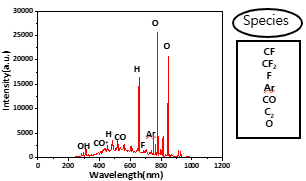 30000
25000
20000
15000
10000
5000
0
Intensity(a.u.)
0 200 400 600 800 1000 1200
Wavelength(nm)
OH
CO⁺
H
CO
H
F
Ar
O
O
Species
CF
CF₂
F
Ar
CO
C₂
O